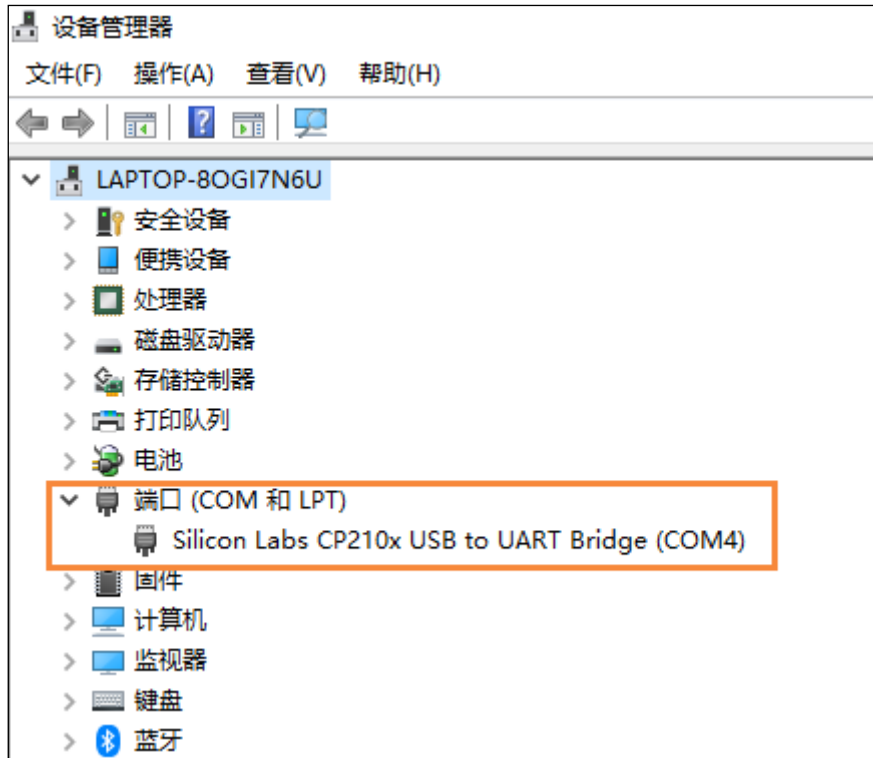 设备管理器
文件(F) 操作(A) 查看(V) 帮助(H)
LAPTOP-8OGI7N6U
安全设备
便携设备
处理器
磁盘驱动器
存储控制器
打印队列
电池
端口 (COM 和 LPT)
Silicon Labs CP210x USB to UART Bridge (COM4)
固件
计算机
监视器
键盘
蓝牙